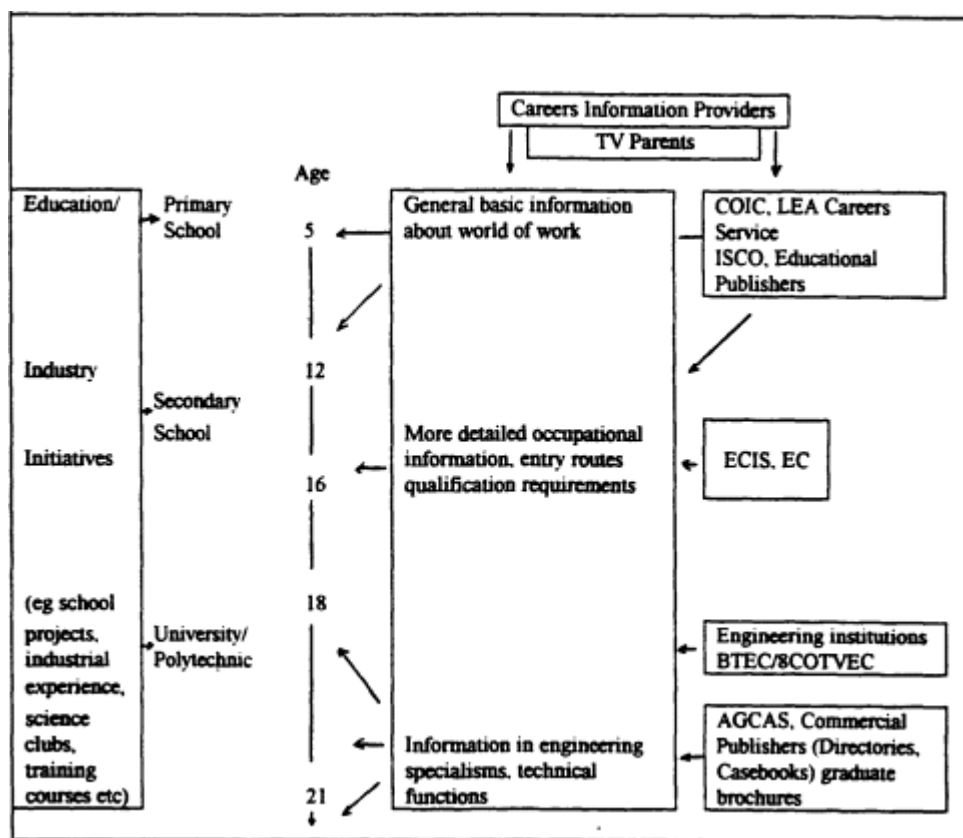 Careers Information Providers
TV Parents
Age
Education/
Primary
School
5
General basic information
about world of work
COIC, LEA Careers
Service
ISCO, Educational
Publishers
Industry
12
Secondary
School
Initiatives
16
More detailed occupational
information, entry routes
qualification requirements
ECIS, EC
(eg school
projects,
industrial
experience,
science
clubs,
training
courses etc)
18
University/
Polytechnic
Engineering institutions
BTEC/8COTVEC
Information in engineering
specialisms, technical
functions
AGCAS, Commercial
Publishers (Directories,
Casebooks) graduate
brochures
21